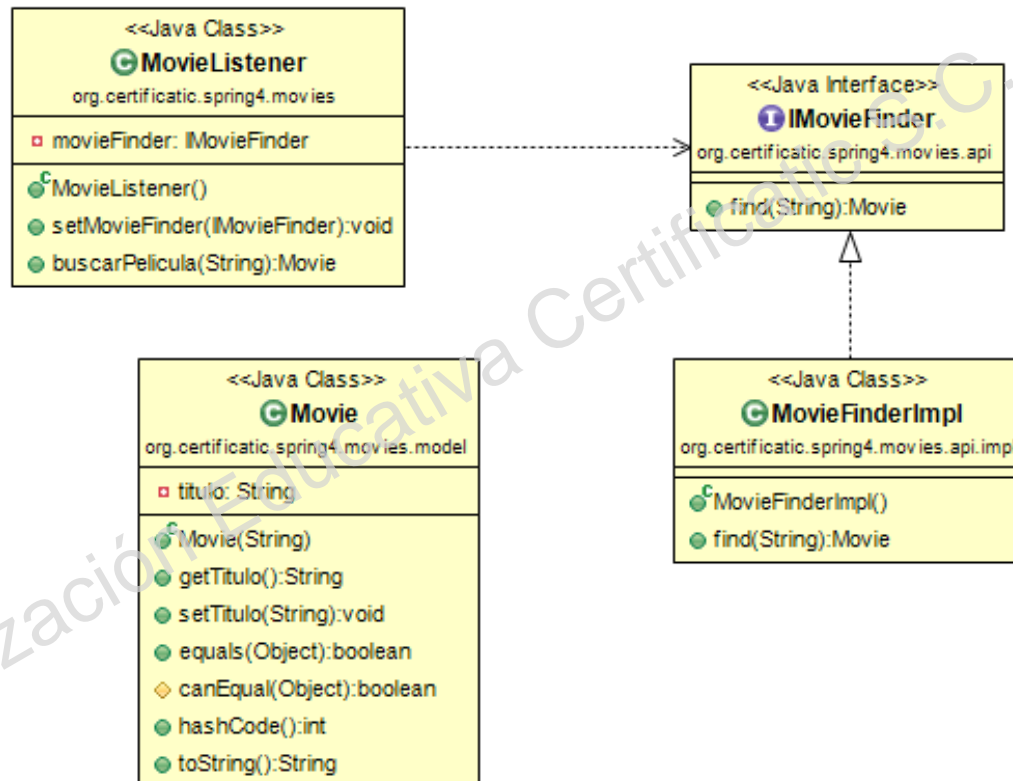 <<Java Class>>
MovieListener
org.certificatic.spring4.movies
movieFinder: IMovieFinder
MovieListener()
setMovieFinder(IMovieFinder):void
buscarPelicula(String):Movie
<<Java Interface>>
IMovieFinder
org.certificatic.spring4.movies.api
find(String):Movie
<<Java Class>>
Movie
org.certificatic.spring4.movies.model
titulo: String
Movie(String)
getTitulo():String
setTitulo(String):void
equals(Object):boolean
canEqual(Object):boolean
hashCode():int
toString():String
<<Java Class>>
MovieFinderImpl
org.certificatic.spring4.movies.api.impl
MovieFinderImpl()
find(String):Movie
zación Educativa Certificatic S.C.